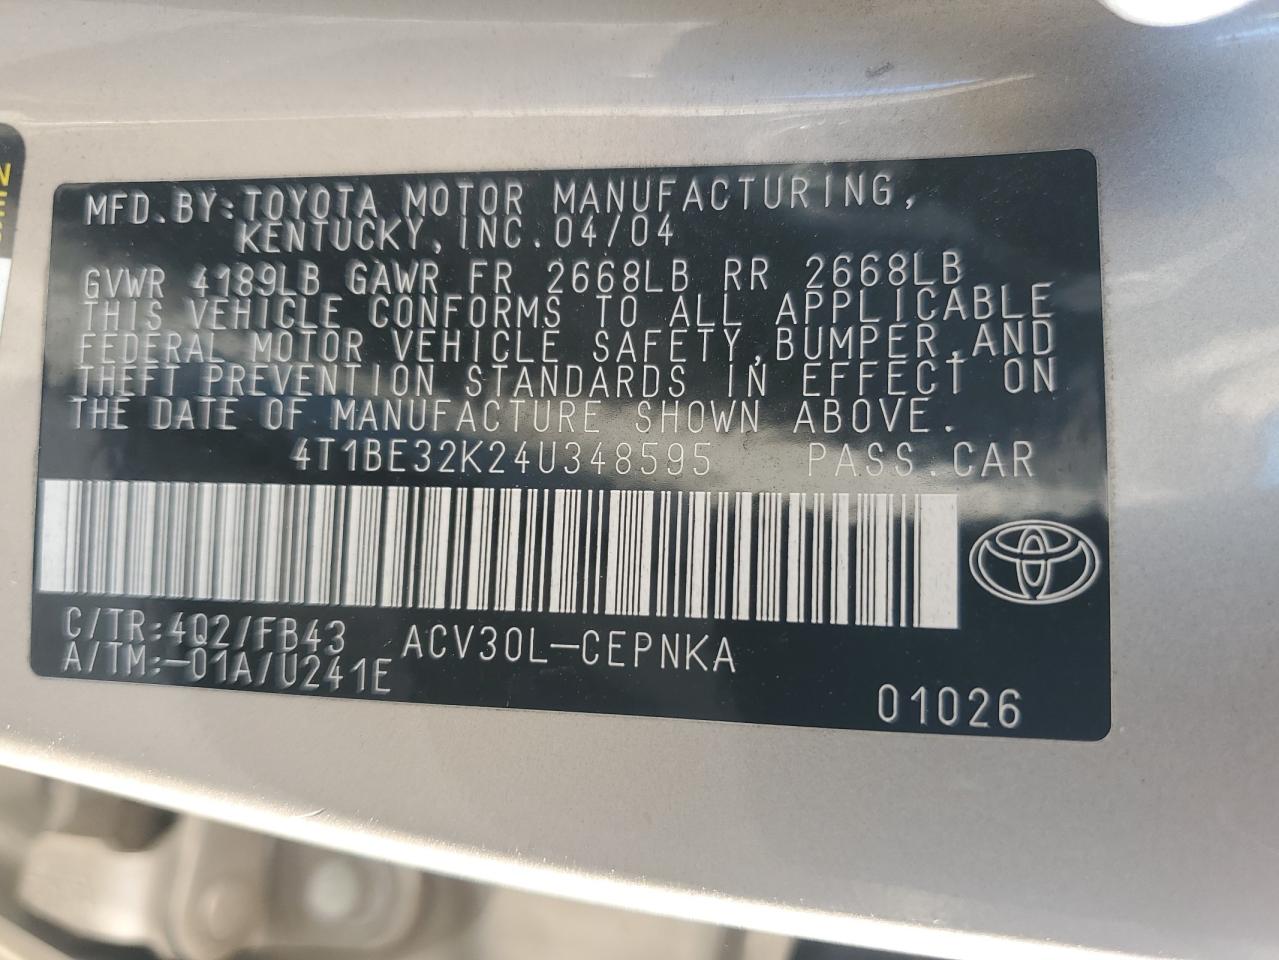 MFD.BY:TOYOTA MOTOR MANUFACTURING,
KENTUCKY,INC.04/04
GVWR 4189LB GAWR FR 2668LB RR 2668LB
THIS VEHICLE CONFORMS TO ALL APPLICABLE
FEDERAL MOTOR VEHICLE SAFETY,BUMPER,AND
THEFT PREVENTION STANDARDS IN EFFECT ON
THE DATE OF MANUFACTURE SHOWN ABOVE.
4T1BE32K24U348595 PASS.CAR
C/TR:4Q2/FB43 ACV30L-CEPNKA
A/TM:-01A/U241E
01026